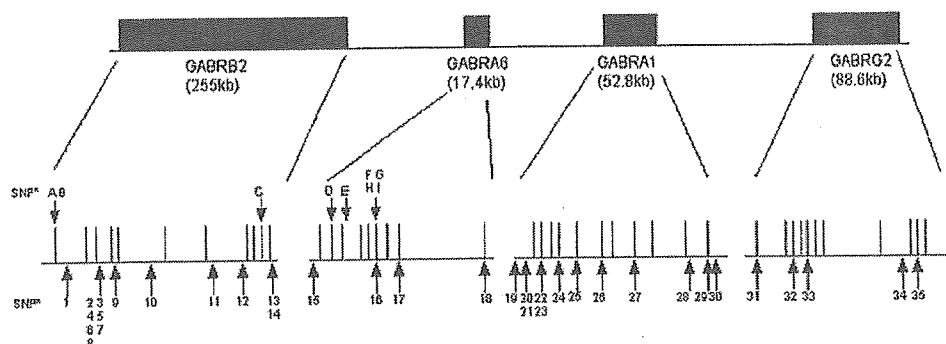 GABRB2 GABRA6 GABRA1 GABRG2
(255kb) (17,4kb) (52.8kb) (88.6kb)
F G
SNP A B C D E H I
SNP 1 2 3 9 10 11 12 13 15 16 17 18 19 20 22 24 25 26 27 28 29 30 31 32 33 34 35
4 5 14 21 23
6 7
8